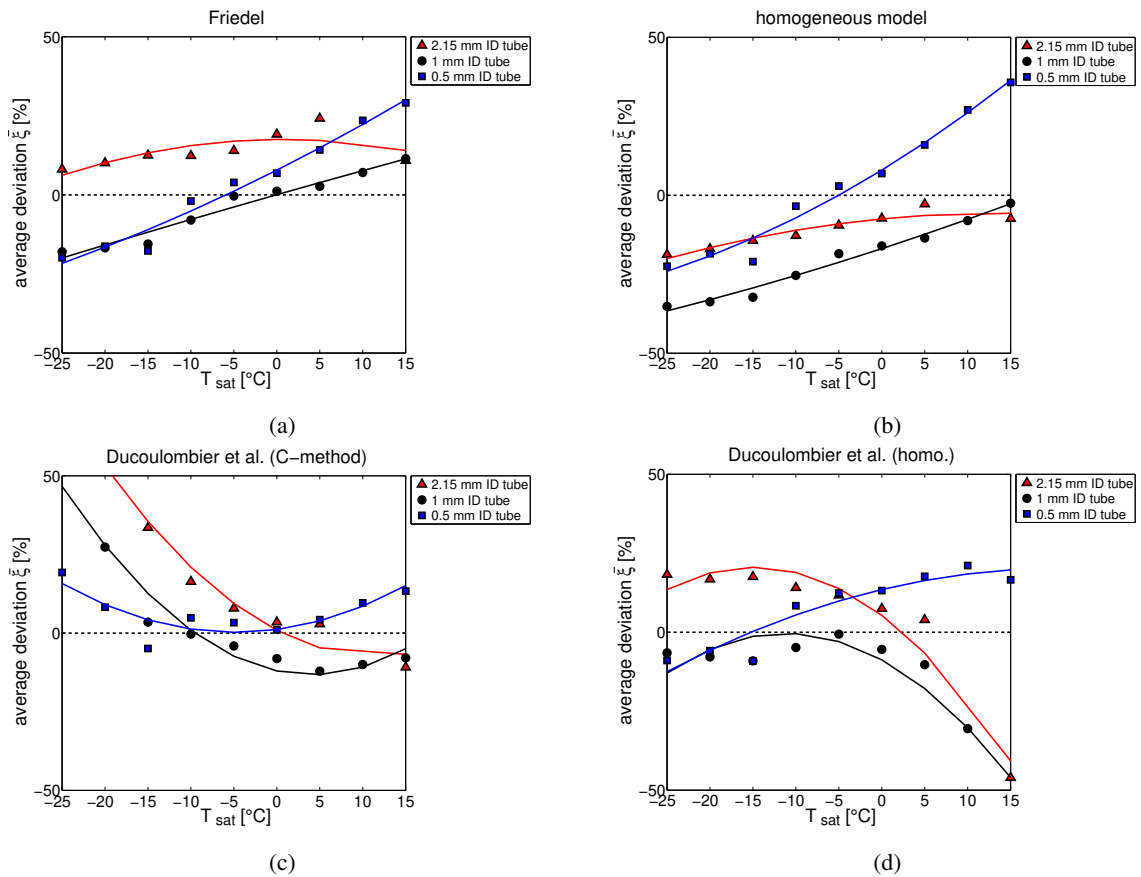 Friedel
50
0
−50
average deviation ξ̄ [%]
−25 −20 −15 −10 −5 0 5 10 15
T sat [°C]
2.15 mm ID tube
1 mm ID tube
0.5 mm ID tube
(a)
homogeneous model
50
0
−50
average deviation ξ̄ [%]
−25 −20 −15 −10 −5 0 5 10 15
T sat [°C]
2.15 mm ID tube
1 mm ID tube
0.5 mm ID tube
(b)
Ducoulombier et al. (C−method)
50
0
−50
average deviation ξ̄ [%]
−25 −20 −15 −10 −5 0 5 10 15
T sat [°C]
2.15 mm ID tube
1 mm ID tube
0.5 mm ID tube
(c)
Ducoulombier et al. (homo.)
50
0
−50
average deviation ξ̄ [%]
−25 −20 −15 −10 −5 0 5 10 15
T sat [°C]
2.15 mm ID tube
1 mm ID tube
0.5 mm ID tube
(d)